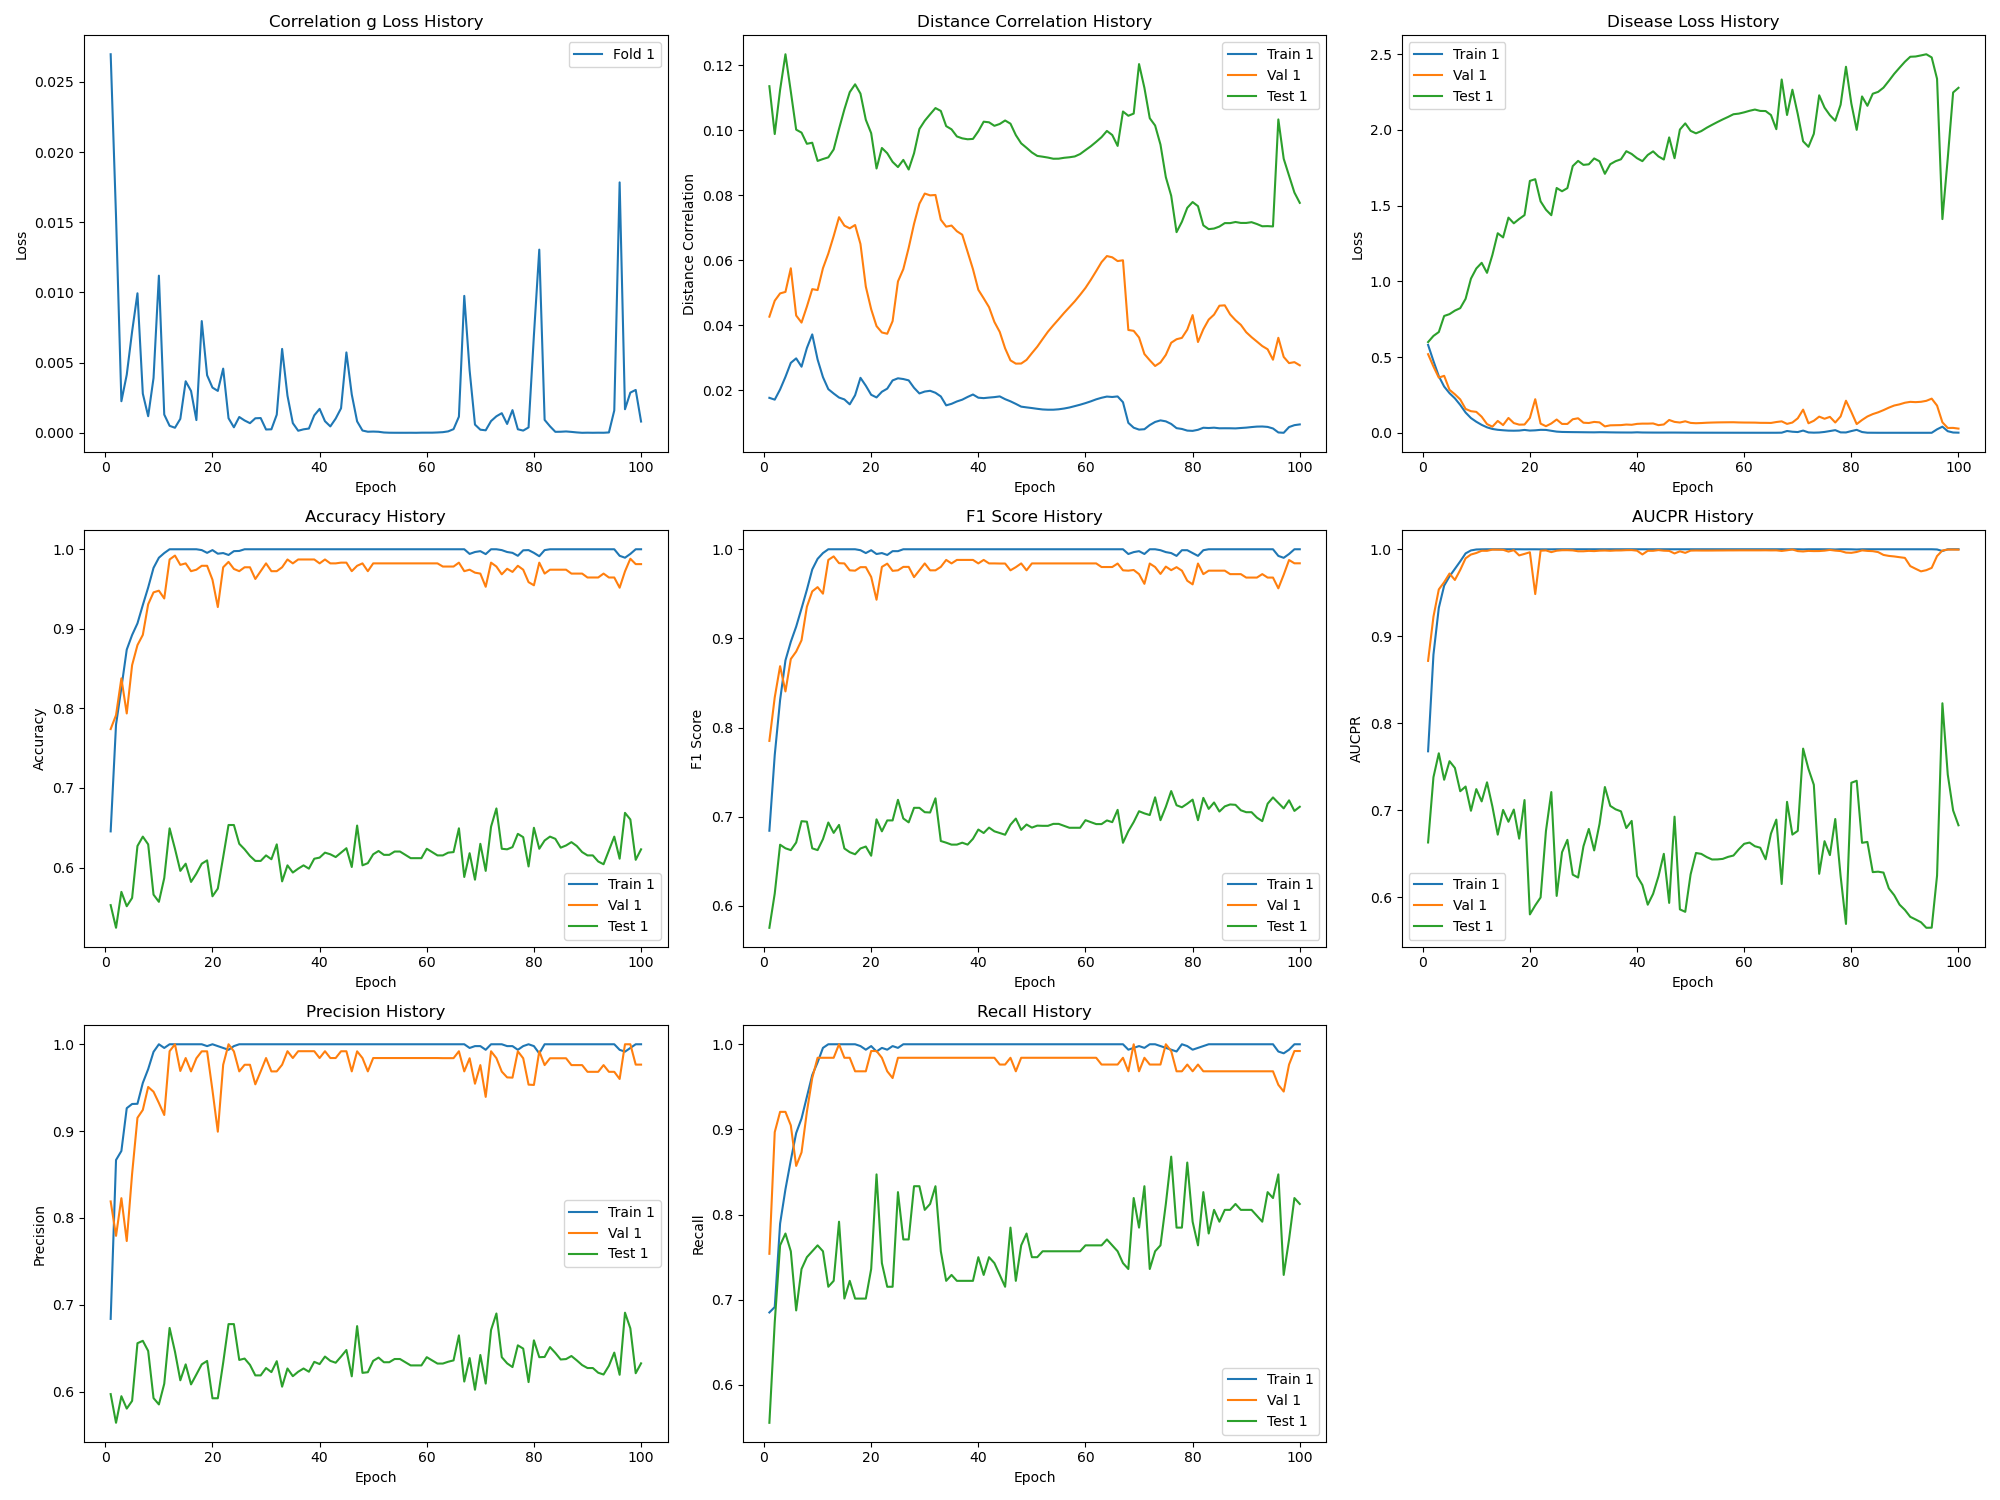 Correlation g Loss History
Loss
0.025
0.020
0.015
0.010
0.005
0.000
0 20 40 60 80 100
Epoch
Fold 1
Distance Correlation History
Distance Correlation
0.12
0.10
0.08
0.06
0.04
0.02
0 20 40 60 80 100
Epoch
Train 1
Val 1
Test 1
Disease Loss History
Loss
2.5
2.0
1.5
1.0
0.5
0.0
0 20 40 60 80 100
Epoch
Train 1
Val 1
Test 1
Accuracy History
Accuracy
1.0
0.9
0.8
0.7
0.6
0 20 40 60 80 100
Epoch
Train 1
Val 1
Test 1
F1 Score History
F1 Score
1.0
0.9
0.8
0.7
0.6
0 20 40 60 80 100
Epoch
Train 1
Val 1
Test 1
AUCPR History
AUCPR
1.0
0.9
0.8
0.7
0.6
0 20 40 60 80 100
Epoch
Train 1
Val 1
Test 1
Precision History
Precision
1.0
0.9
0.8
0.7
0.6
0 20 40 60 80 100
Epoch
Train 1
Val 1
Test 1
Recall History
Recall
1.0
0.9
0.8
0.7
0.6
0 20 40 60 80 100
Epoch
Train 1
Val 1
Test 1